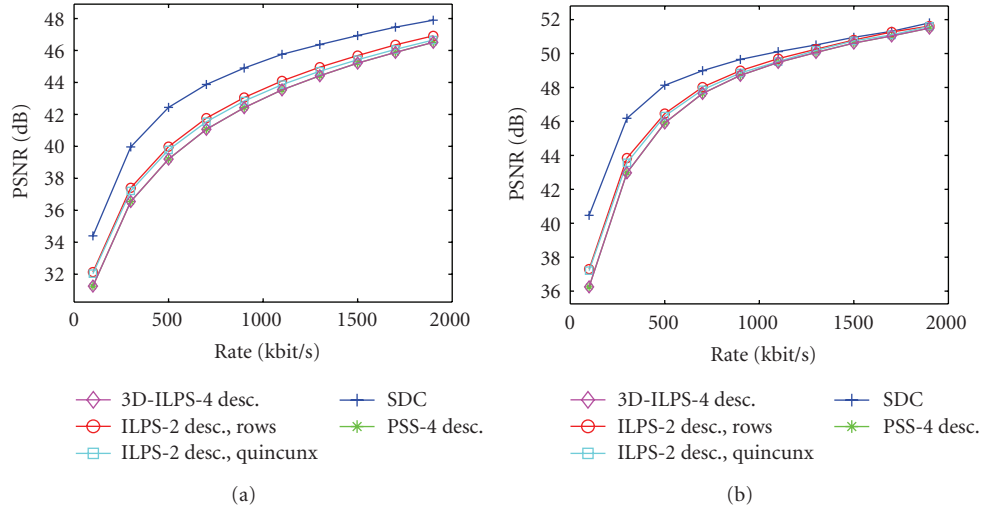 48
46
44
42
40
38
36
34
32
PSNR (dB)
0
500
1000
1500
2000
Rate (kbit/s)
3D-ILPS-4 desc.
ILPS-2 desc., rows
ILPS-2 desc., quincunx
SDC
PSS-4 desc.
(a)
52
50
48
46
44
42
40
38
36
PSNR (dB)
0
500
1000
1500
2000
Rate (kbit/s)
3D-ILPS-4 desc.
ILPS-2 desc., rows
ILPS-2 desc., quincunx
SDC
PSS-4 desc.
(b)